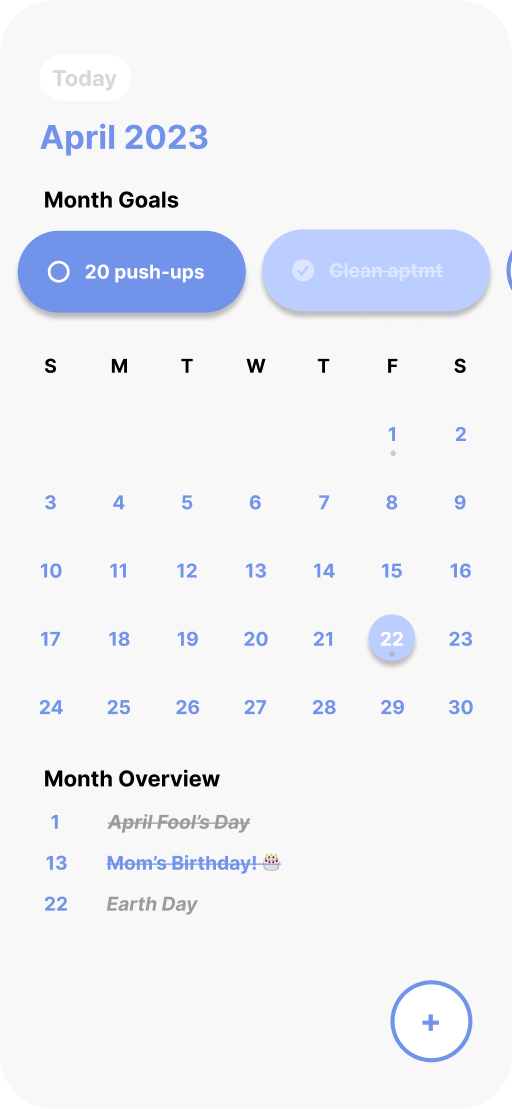 Today
April 2023
Month Goals
20 push-ups Clean aptmt
S M T W T F S
1 2
3 4 5 6 7 8 9
10 11 12 13 14 15 16
17 18 19 20 21 22 23
24 25 26 27 28 29 30
Month Overview
1 April Fool’s Day
13 Mom’s Birthday! 🎂
22 Earth Day
+